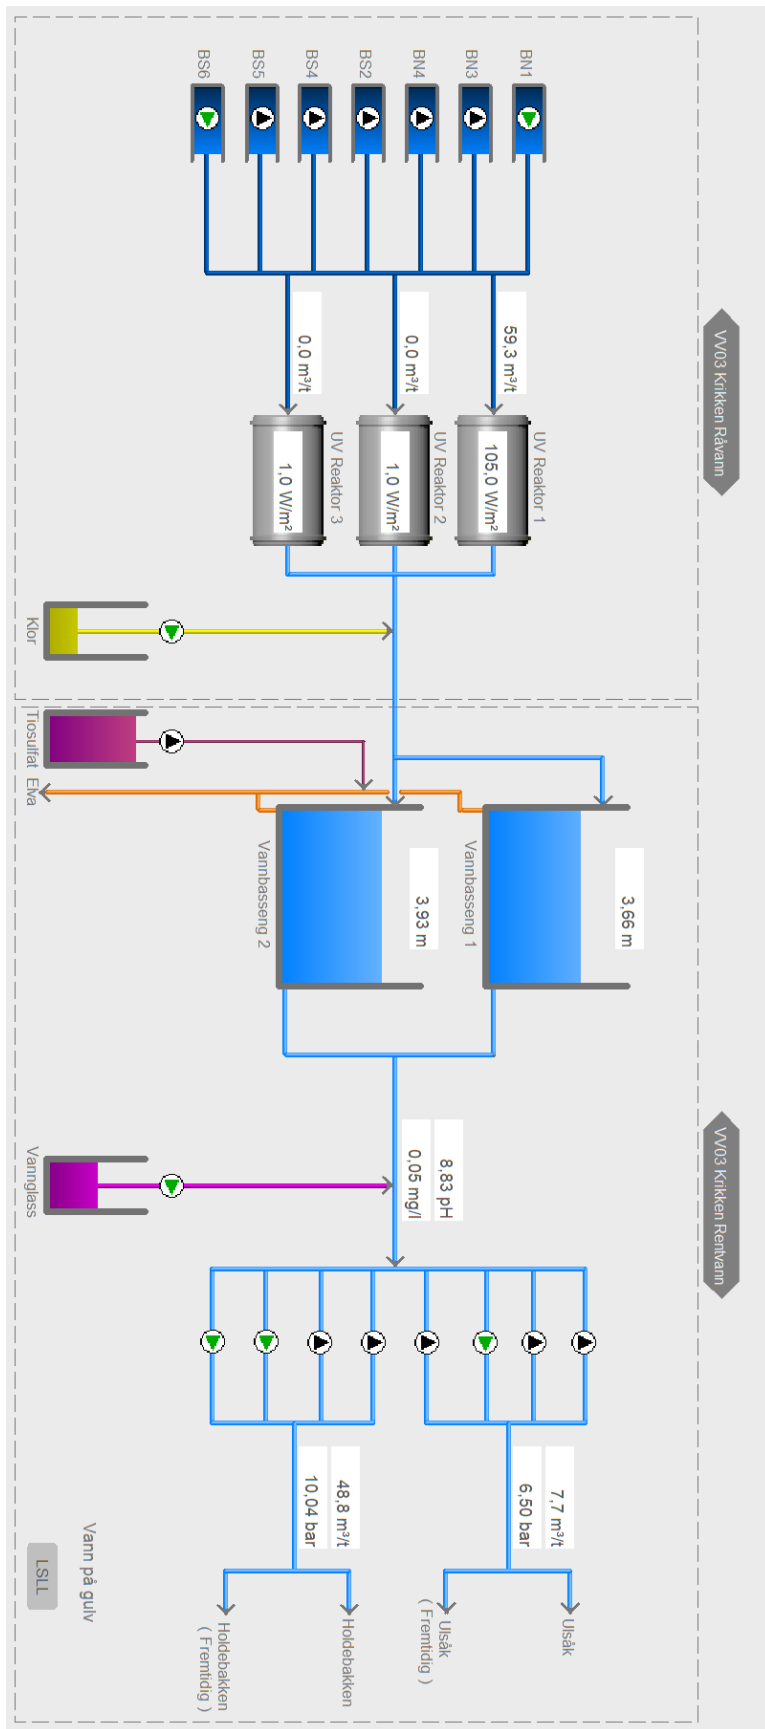 VV03 Krikken Råvann
BN1
BN3
BN4
BS2
BS4
BS5
BS6
59,3 m³/t
0,0 m³/t
0,0 m³/t
UV Reaktor 1
105,0 W/m²
UV Reaktor 2
1,0 W/m²
UV Reaktor 3
1,0 W/m²
Klor
VV03 Krikken Rentvann
Tiosulfat
Elva
3,66 m
Vannbasseng 1
3,93 m
Vannbasseng 2
Vannglass
8,83 pH
0,05 mg/l
7,7 m³/t
6,50 bar
48,8 m³/t
10,04 bar
Ulsåk
Ulsåk
( Fremtidig )
Holdebakken
Holdebakken
( Fremtidig )
Vann på gulv
LSLL